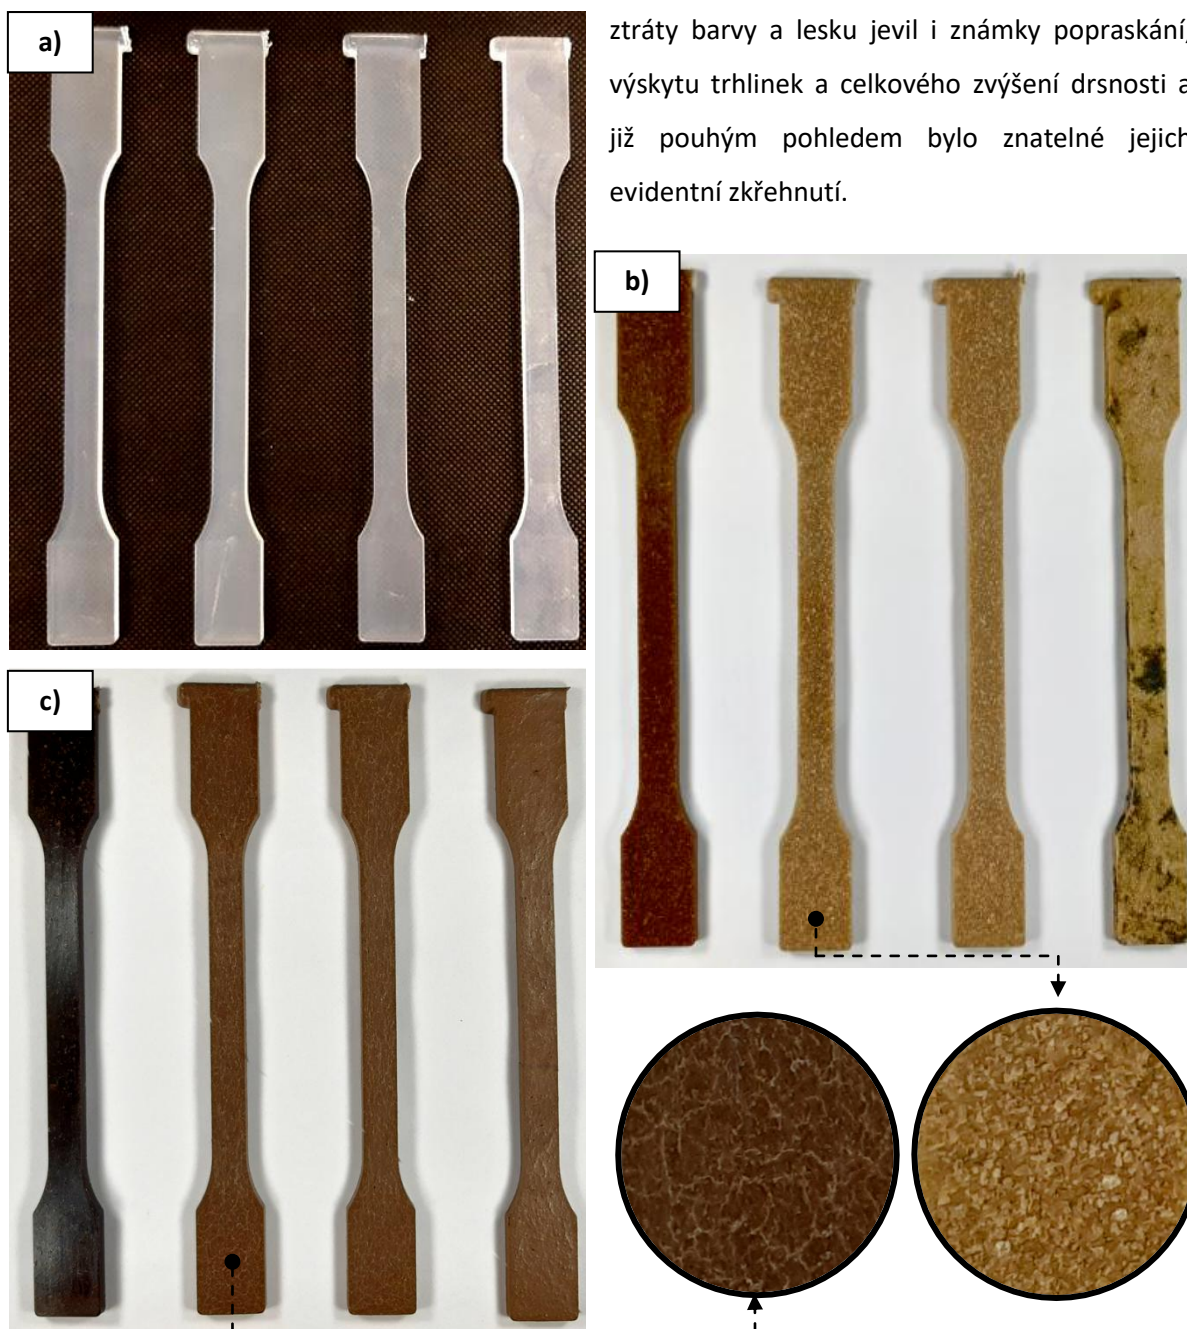 a)
ztráty barvy a lesku jevil i známky popraskání,
výskytu trhlinek a celkového zvýšení drsnosti a
již pouhým pohledem bylo znatelné jejich
evidentní zkřehnutí.
b)
c)